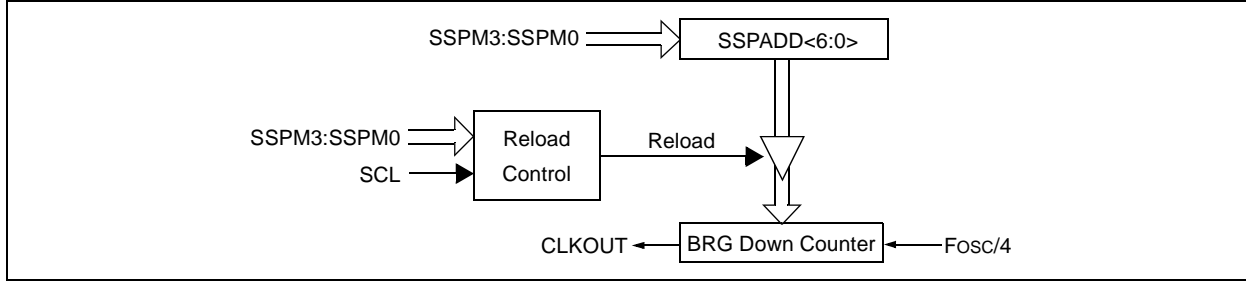 SSPM3:SSPM0
SSPADD<6:0>
SSPM3:SSPM0
SCL
Reload
Control
Reload
CLKOUT
BRG Down Counter
FOSC/4